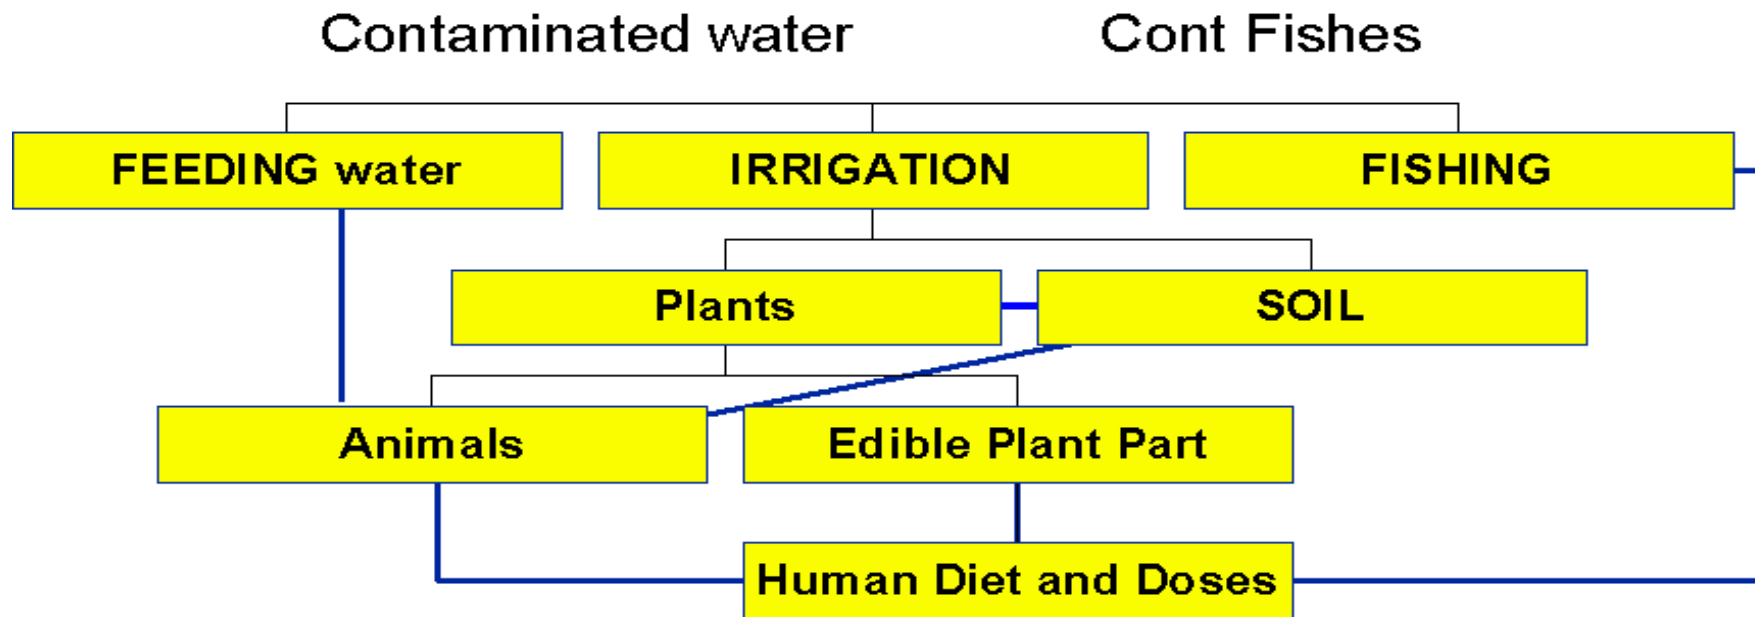 Contaminated water
Cont Fishes
FEEDING water
IRRIGATION
FISHING
Plants
SOIL
Animals
Edible Plant Part
Human Diet and Doses